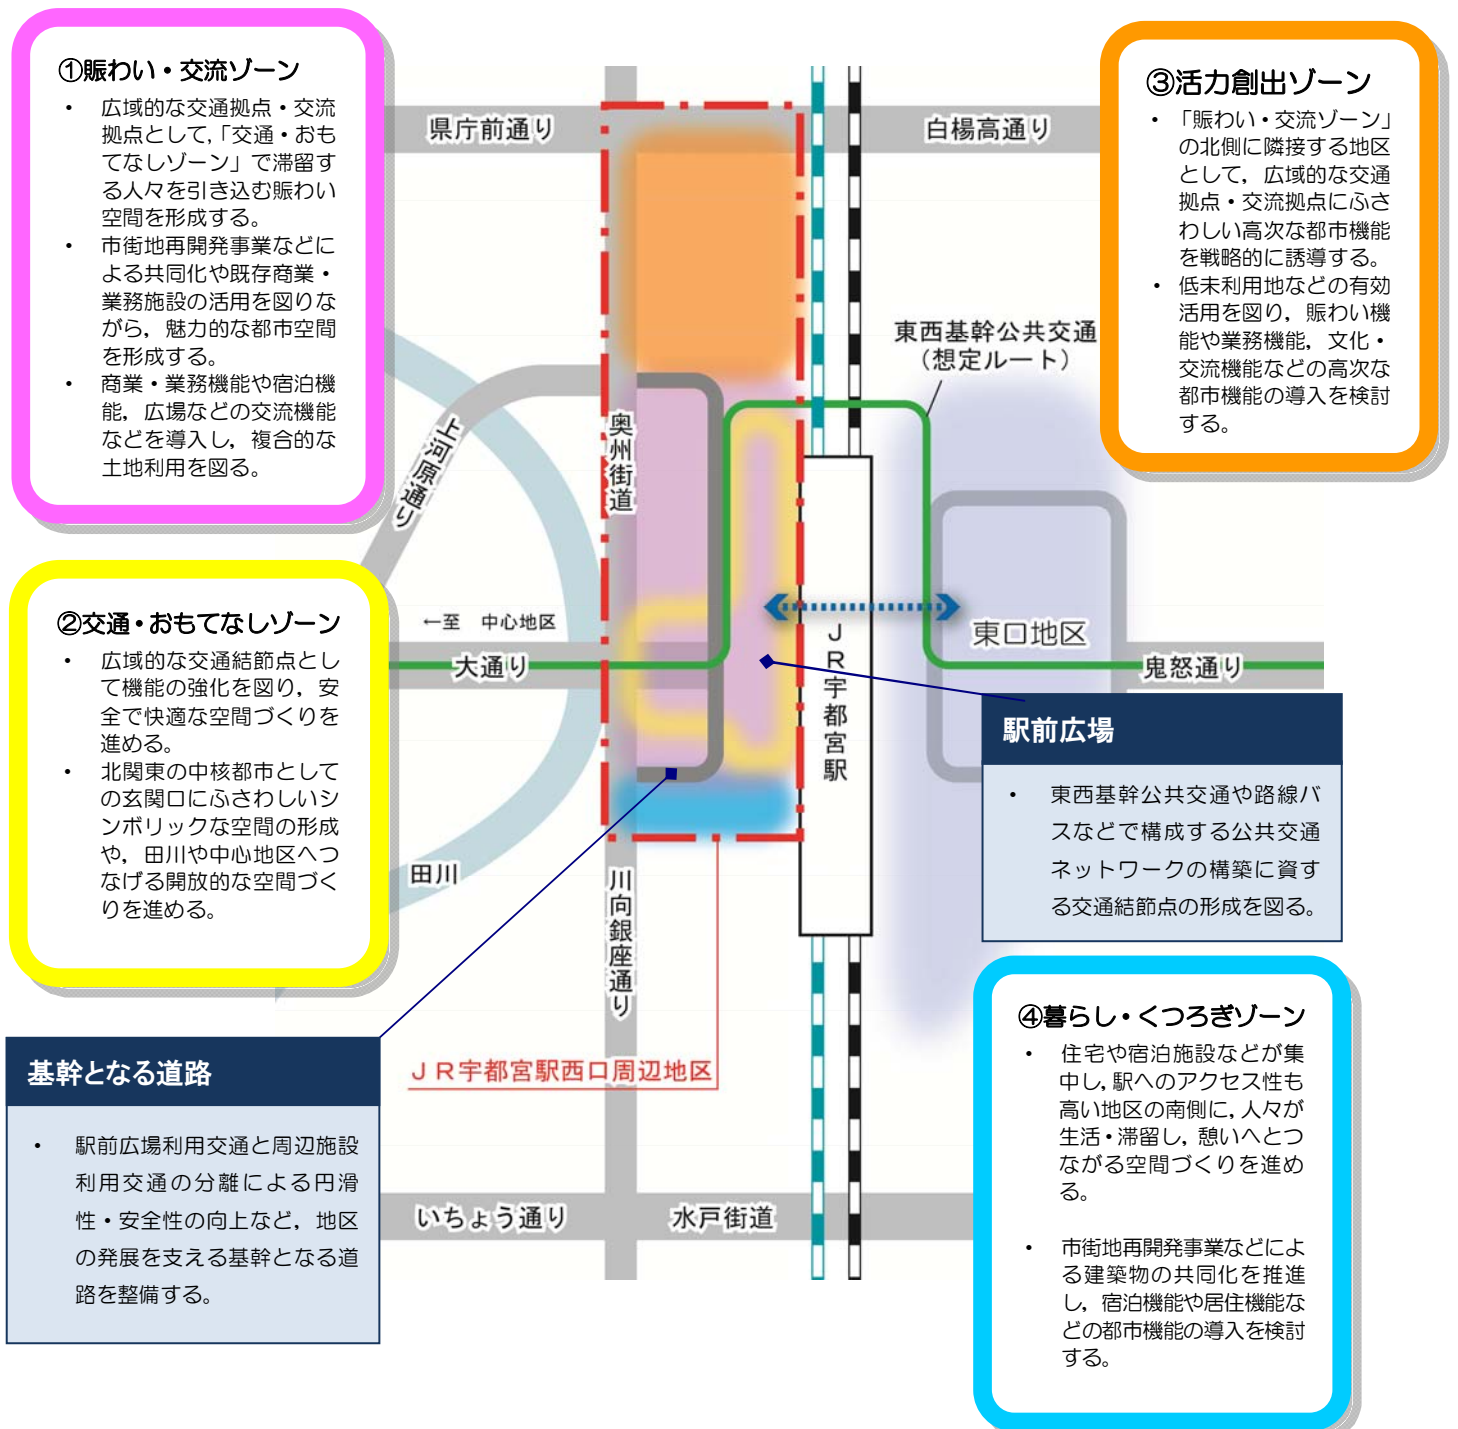 ①賑わい・交流ゾーン
・ 広域的な交通拠点・交流
拠点として,「交通・おも
てなしゾーン」で滞留す
る人々を引き込む賑わい
空間を形成する。
・ 市街地再開発事業などに
よる共同化や既存商業・
業務施設の活用を図りな
がら，魅力的な都市空間
を形成する。
・ 商業・業務機能や宿泊機
能，広場などの交流機能
などを導入し，複合的な
土地利用を図る。
②交通・おもてなしゾーン
・ 広域的な交通結節点とし
て機能の強化を図り，安
全で快適な空間づくりを
進める。
・ 北関東の中核都市として
の玄関口にふさわしいシ
ンボリックな空間の形成
や，田川や中心地区へつ
なげる開放的な空間づく
りを進める。
基幹となる道路
・ 駅前広場利用交通と周辺施設
利用交通の分離による円滑
性・安全性の向上など，地区
の発展を支える基幹となる道
路を整備する。
県庁前通り
白楊高通り
東西基幹公共交通
（想定ルート）
上河原通り
奥州街道
←至　中心地区
大通り
ＪＲ宇都宮駅
東口地区
鬼怒通り
田川
川向銀座通り
ＪＲ宇都宮駅西口周辺地区
いちょう通り
水戸街道
③活力創出ゾーン
・ 「賑わい・交流ゾーン」
の北側に隣接する地区
として，広域的な交通
拠点・交流拠点にふさ
わしい高次な都市機能
を戦略的に誘導する。
・ 低未利用地などの有効
活用を図り，賑わい機
能や業務機能，文化・
交流機能などの高次な
都市機能の導入を検討
する。
駅前広場
・ 東西基幹公共交通や路線バ
スなどで構成する公共交通
ネットワークの構築に資す
る交通結節点の形成を図る。
④暮らし・くつろぎゾーン
・ 住宅や宿泊施設などが集
中し,駅へのアクセス性も
高い地区の南側に,人々が
生活・滞留し,憩いへとつ
ながる空間づくりを進め
る。
・ 市街地再開発事業などによ
る建築物の共同化を推進
し，宿泊機能や居住機能な
どの都市機能の導入を検討
する。